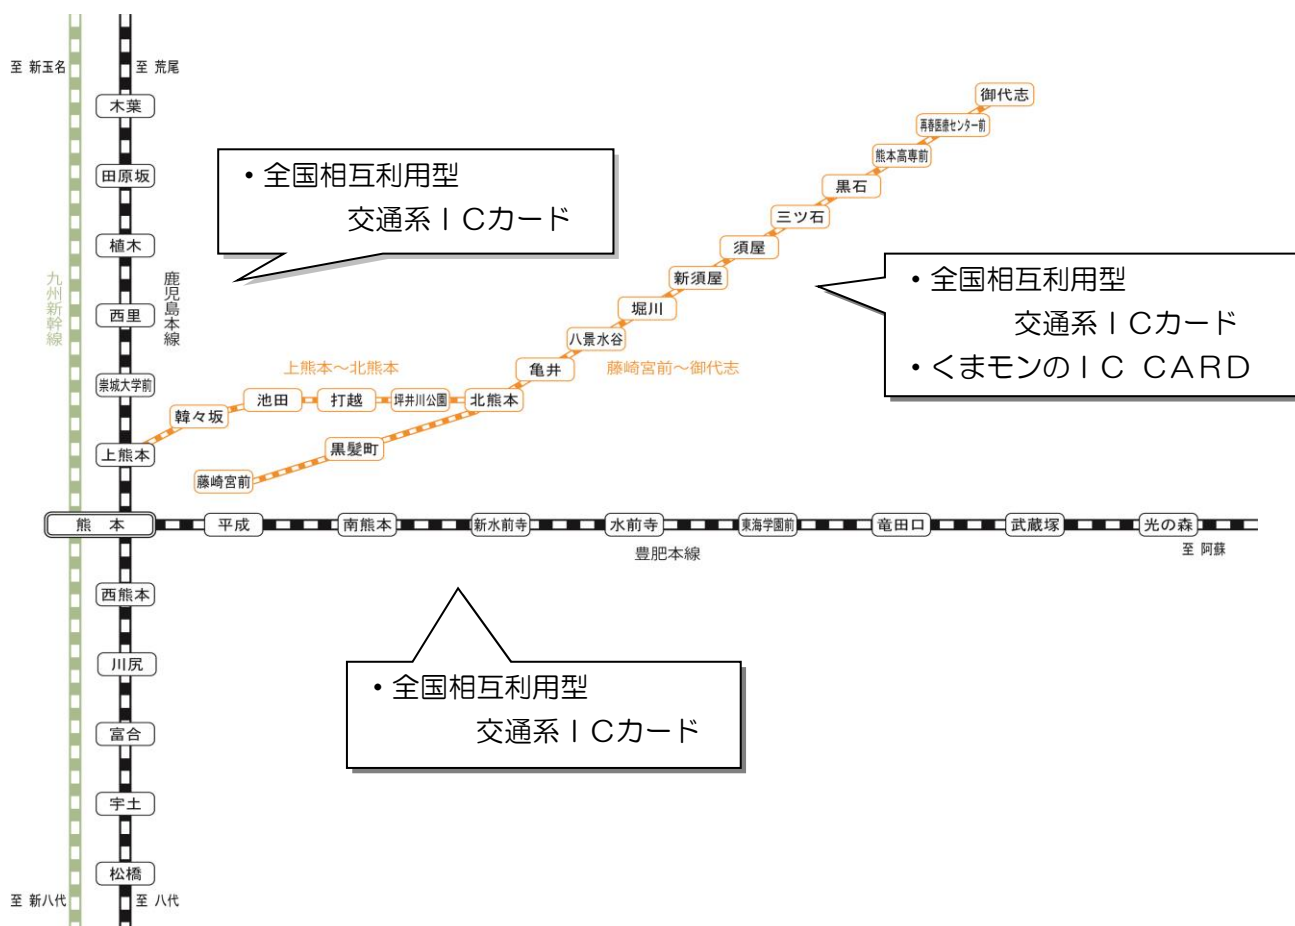 至 新玉名
至 荒尾
木葉
田原坂
植木
西里
崇城大学前
上熊本
九州新幹線
鹿児島本線
・全国相互利用型
交通系ＩＣカード
御代志
再春医療センター前
熊本高専前
黒石
三ツ石
須屋
新須屋
堀川
八景水谷
亀井
北熊本
・全国相互利用型
交通系ＩＣカード
・くまモンのＩＣ ＣＡＲＤ
上熊本～北熊本
藤崎宮前～御代志
韓々坂
池田
打越
坪井川公園
黒髪町
藤崎宮前
熊 本
平成
南熊本
新水前寺
水前寺
東海学園前
竜田口
武蔵塚
光の森
豊肥本線
至 阿蘇
西熊本
川尻
富合
宇土
松橋
・全国相互利用型
交通系ＩＣカード
至 新八代
至 八代